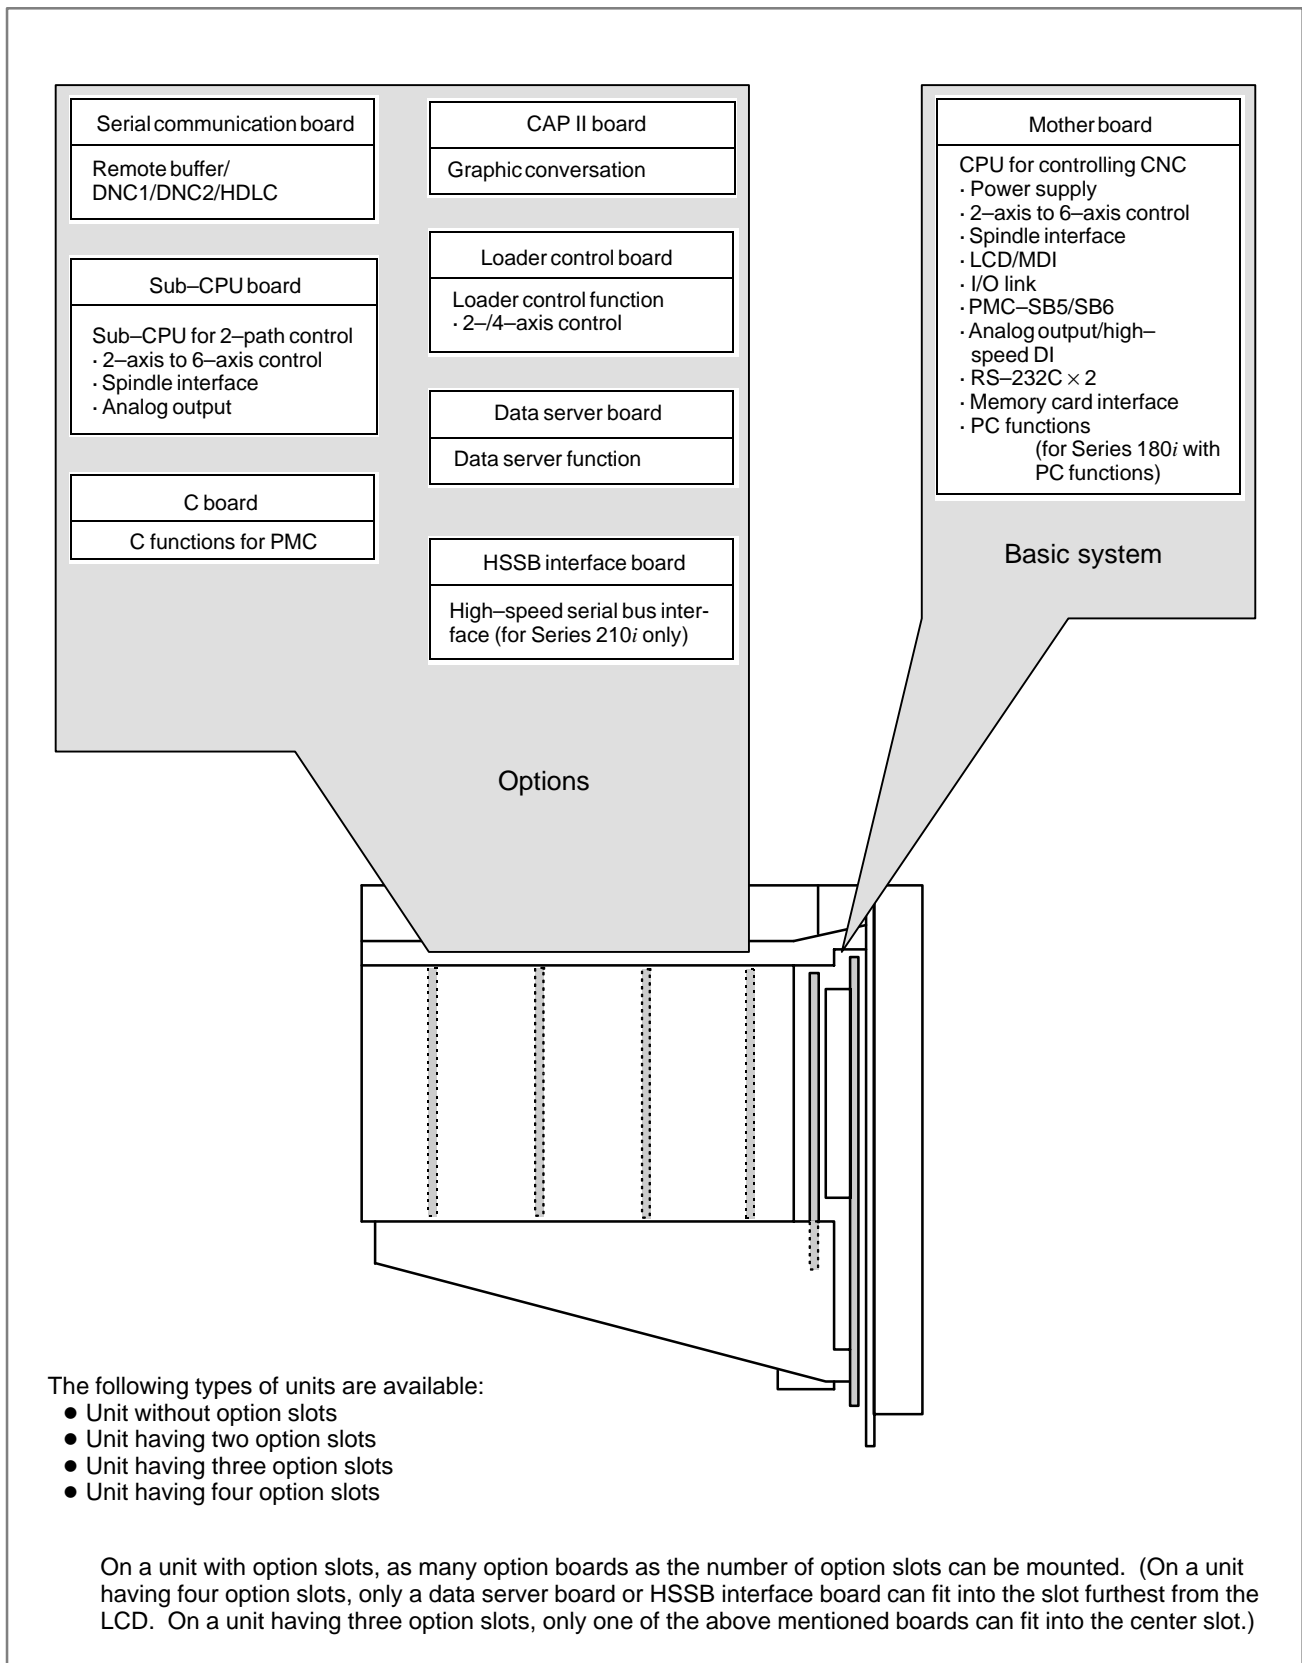 Serial communication board
Remote buffer/
DNC1/DNC2/HDLC
Sub–CPU board
Sub–CPU for 2–path control
· 2–axis to 6–axis control
· Spindle interface
· Analog output
C board
C functions for PMC
CAP II board
Graphic conversation
Loader control board
Loader control function
· 2–/4–axis control
Data server board
Data server function
HSSB interface board
High–speed serial bus inter-
face (for Series 210i only)
Options
Mother board
CPU for controlling CNC
· Power supply
· 2–axis to 6–axis control
· Spindle interface
· LCD/MDI
· I/O link
· PMC–SB5/SB6
· Analog output/high–
speed DI
· RS–232C × 2
· Memory card interface
· PC functions
(for Series 180i with
PC functions)
Basic system
The following types of units are available:
● Unit without option slots
● Unit having two option slots
● Unit having three option slots
● Unit having four option slots
On a unit with option slots, as many option boards as the number of option slots can be mounted. (On a unit
having four option slots, only a data server board or HSSB interface board can fit into the slot furthest from the
LCD. On a unit having three option slots, only one of the above mentioned boards can fit into the center slot.)